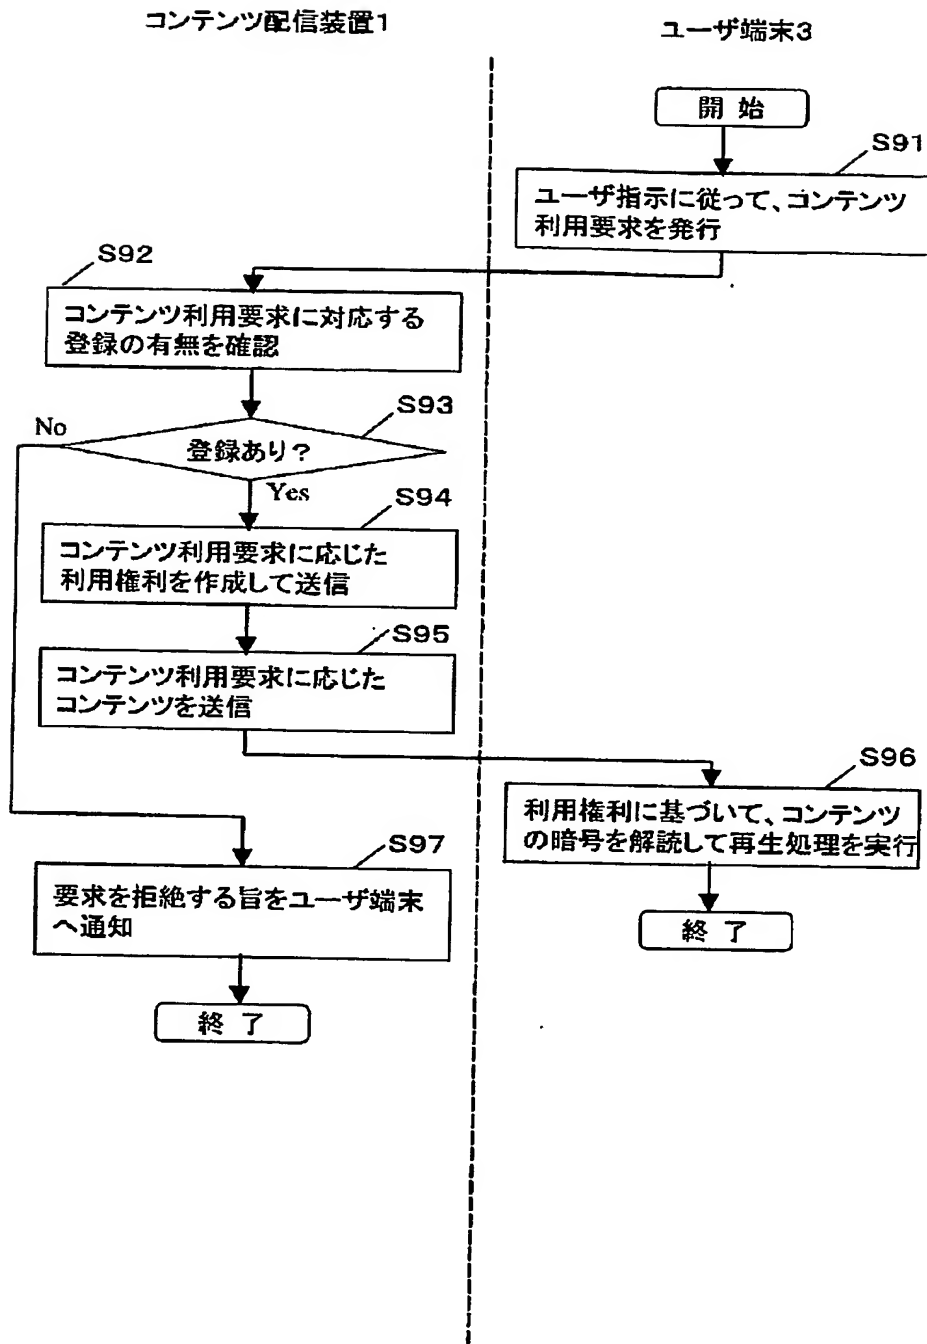 コンテンツ配信装置1
ユーザ端末3
開 始
S91
ユーザ指示に従って、コンテンツ
利用要求を発行
S92
コンテンツ利用要求に対応する
登録の有無を確認
S93
No
登録あり?
Yes
S94
コンテンツ利用要求に応じた
利用権利を作成して送信
S95
コンテンツ利用要求に応じた
コンテンツを送信
S96
利用権利に基づいて、コンテンツ
の暗号を解読して再生処理を実行
S97
要求を拒絶する旨をユーザ端末
へ通知
終 了
終 了